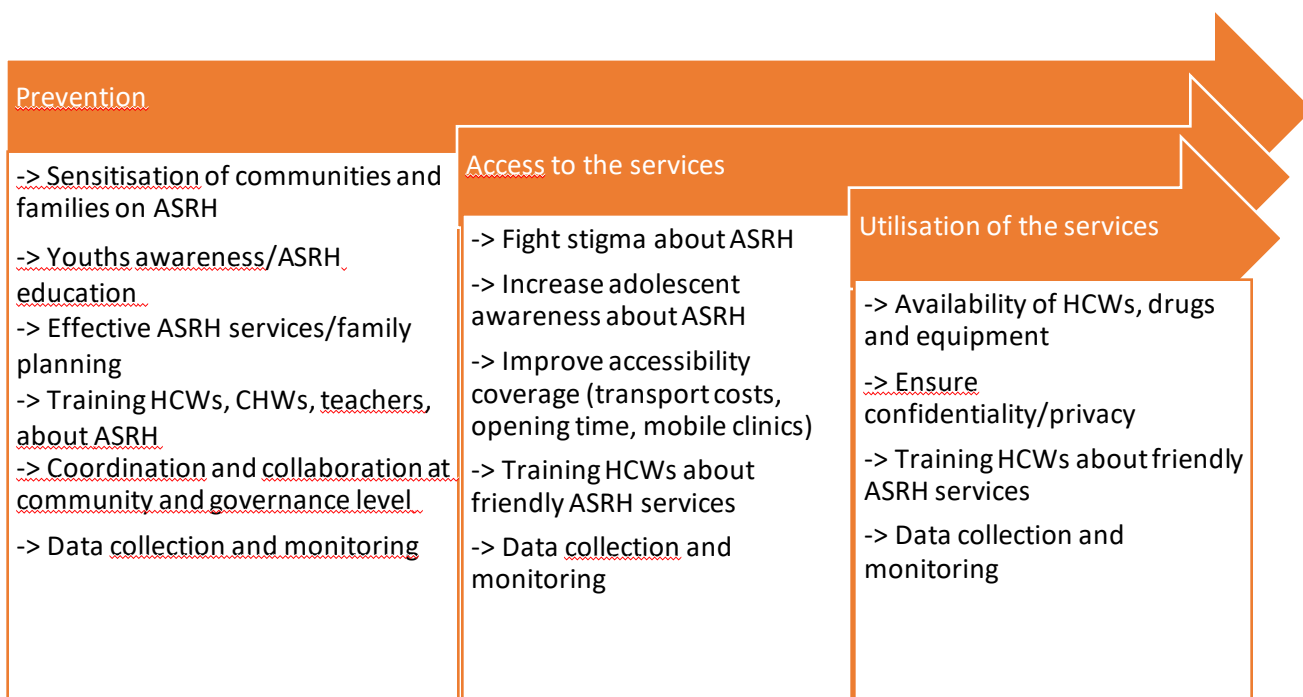 Prevention
-> Sensitisation of communities and
families on ASRH
-> Youths awareness/ASRH
education
-> Effective ASRH services/family
planning
-> Training HCWs, CHWs, teachers,
about ASRH
-> Coordination and collaboration at
community and governance level
-> Data collection and monitoring
Access to the services
-> Fight stigma about ASRH
-> Increase adolescent
awareness about ASRH
-> Improve accessibility
coverage (transport costs,
opening time, mobile clinics)
-> Training HCWs about
friendly ASRH services
-> Data collection and
monitoring
Utilisation of the services
-> Availability of HCWs, drugs
and equipment
-> Ensure
confidentiality/privacy
-> Training HCWs about friendly
ASRH services
-> Data collection and
monitoring